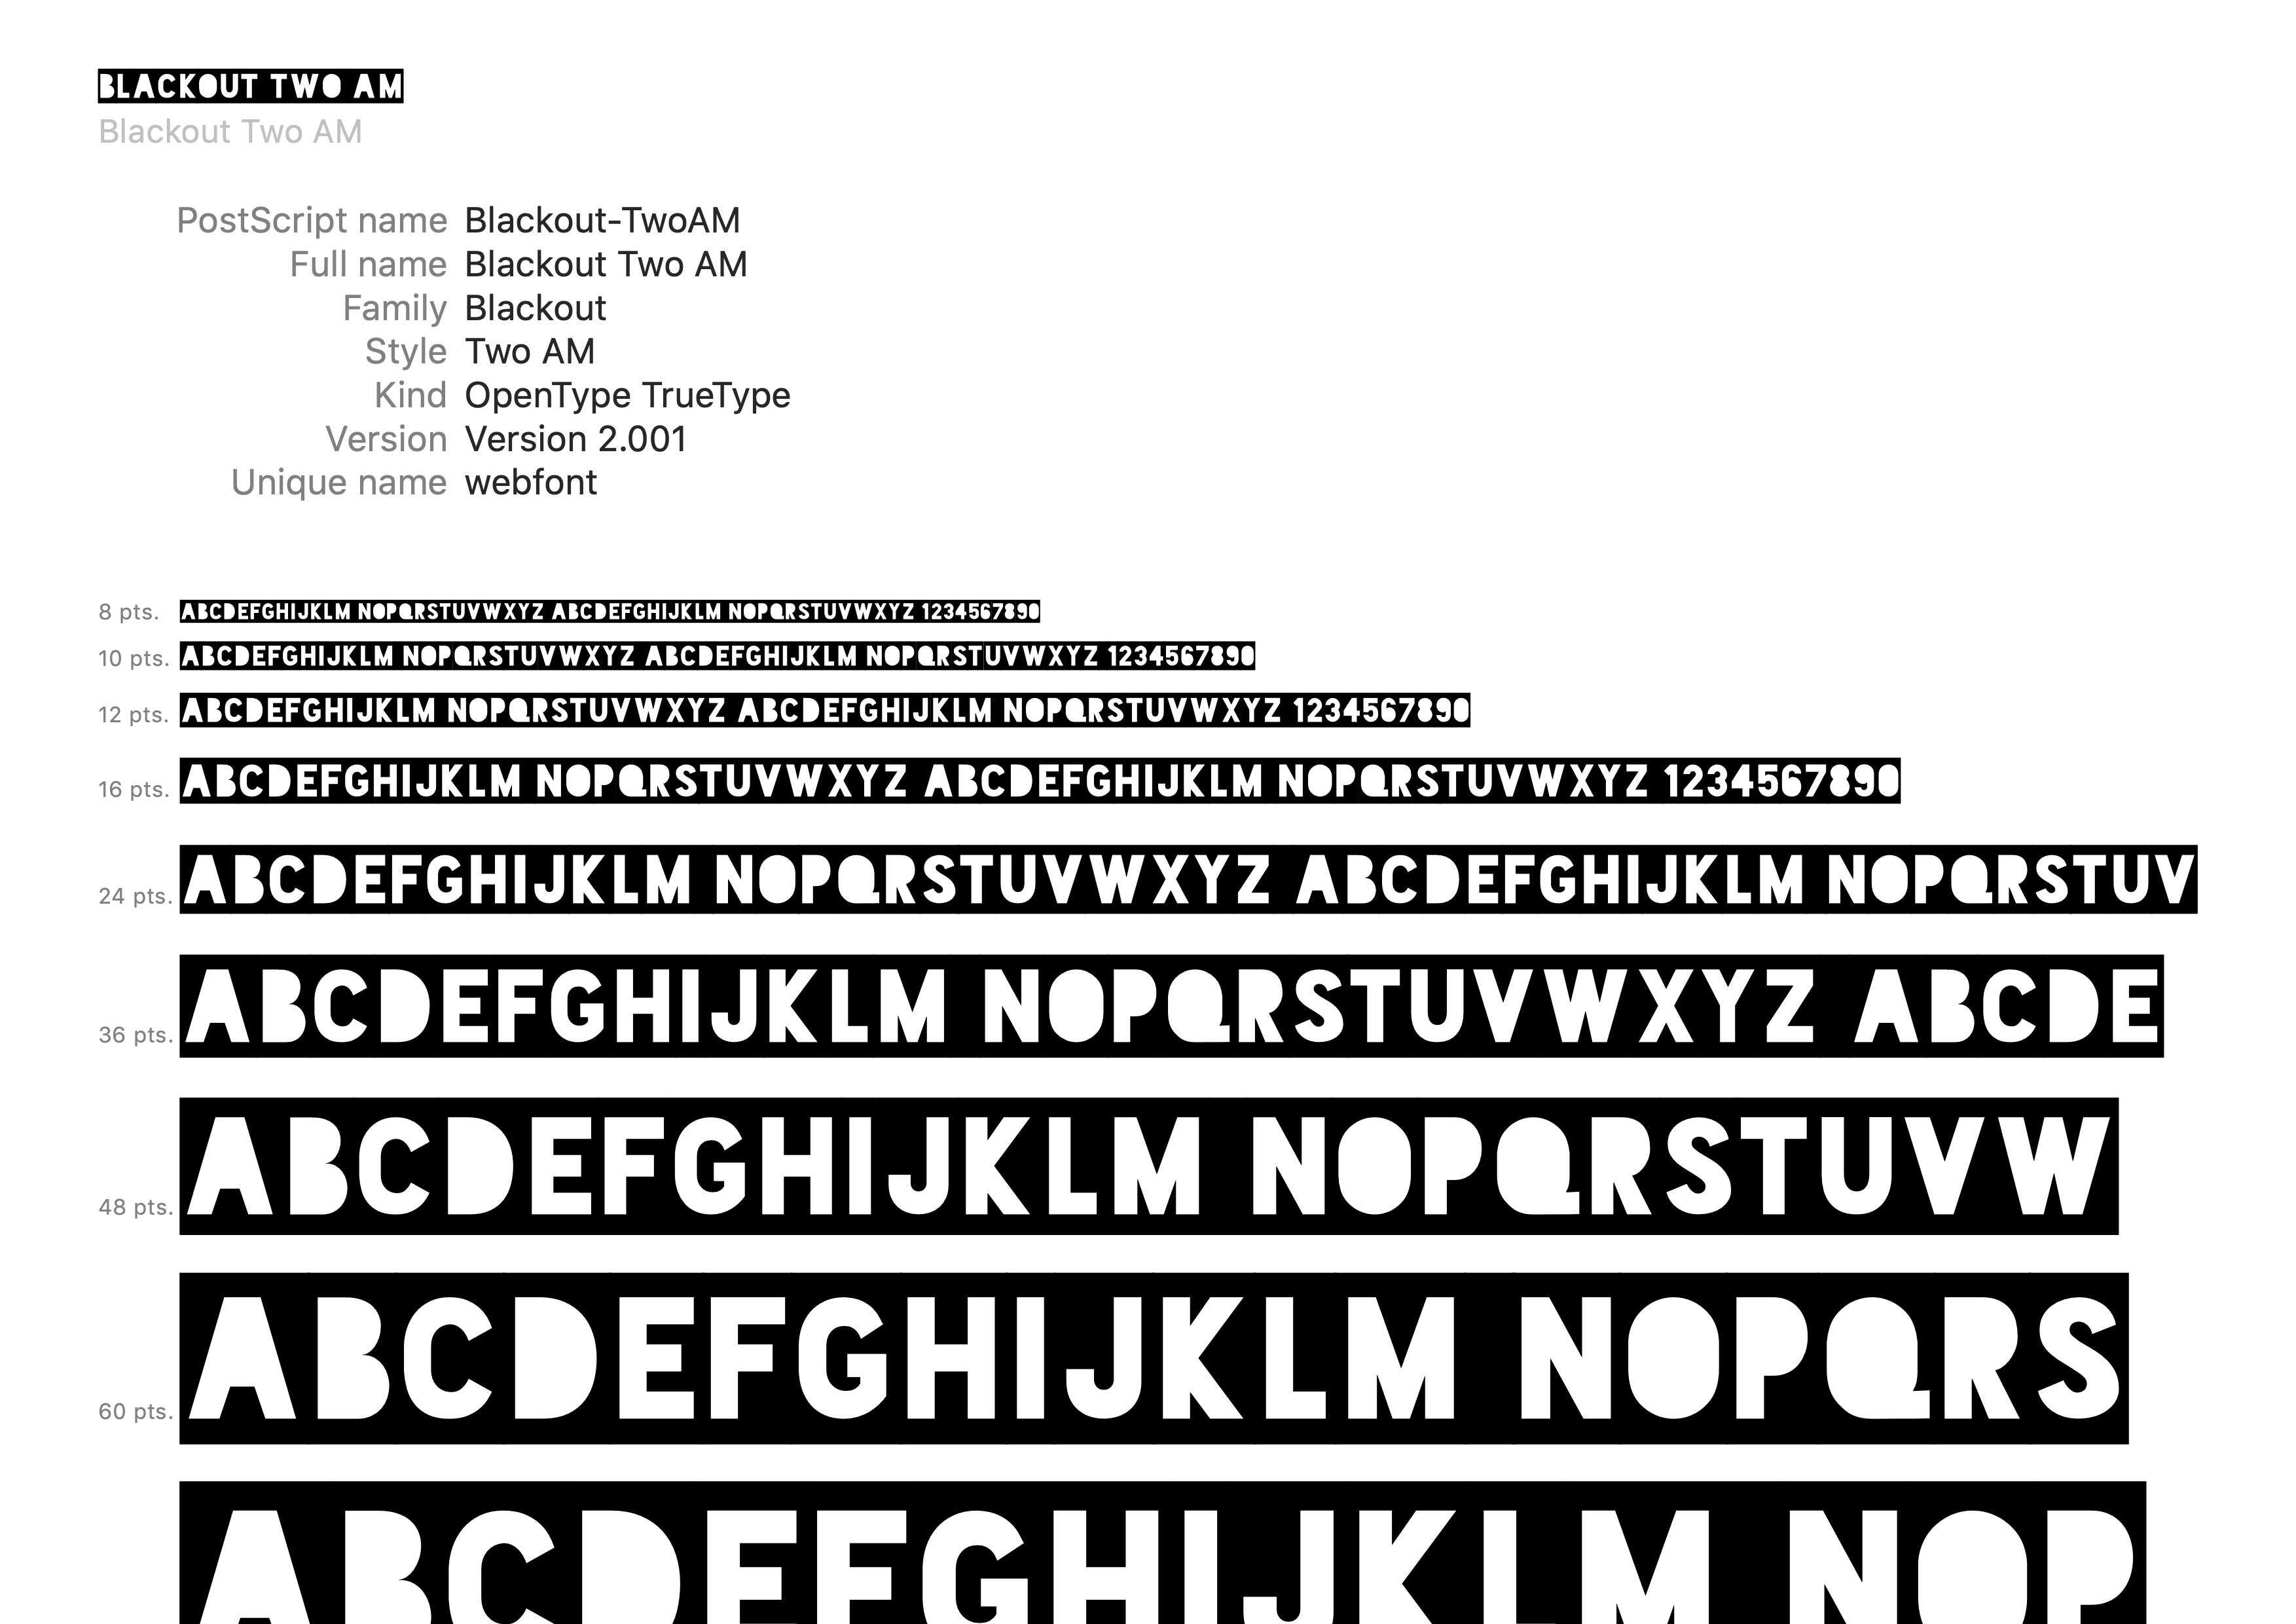 BLACKOUT TWO AM
Blackout Two AM
PostScript name Blackout-TwoAM
Full name Blackout Two AM
Family Blackout
Style Two AM
Kind OpenType TrueType
Version Version 2.001
Unique name webfont
8 pts. ABCDEFGHIJKLM NOPQRSTUVWXYZ ABCDEFGHIJKLM NOPQRSTUVWXYZ 1234567890
10 pts. ABCDEFGHIJKLM NOPQRSTUVWXYZ ABCDEFGHIJKLM NOPQRSTUVWXYZ 1234567890
12 pts. ABCDEFGHIJKLM NOPQRSTUVWXYZ ABCDEFGHIJKLM NOPQRSTUVWXYZ 1234567890
16 pts. ABCDEFGHIJKLM NOPQRSTUVWXYZ ABCDEFGHIJKLM NOPQRSTUVWXYZ 1234567890
24 pts. ABCDEFGHIJKLM NOPQRSTUVWXYZ ABCDEFGHIJKLM NOPQRSTUV
36 pts. ABCDEFGHIJKLM NOPQRSTUVWXYZ ABCDE
48 pts. ABCDEFGHIJKLM NOPQRSTUVW
60 pts. ABCDEFGHIJKLM NOPQRS
ABCDEFGHIJKLM NOP